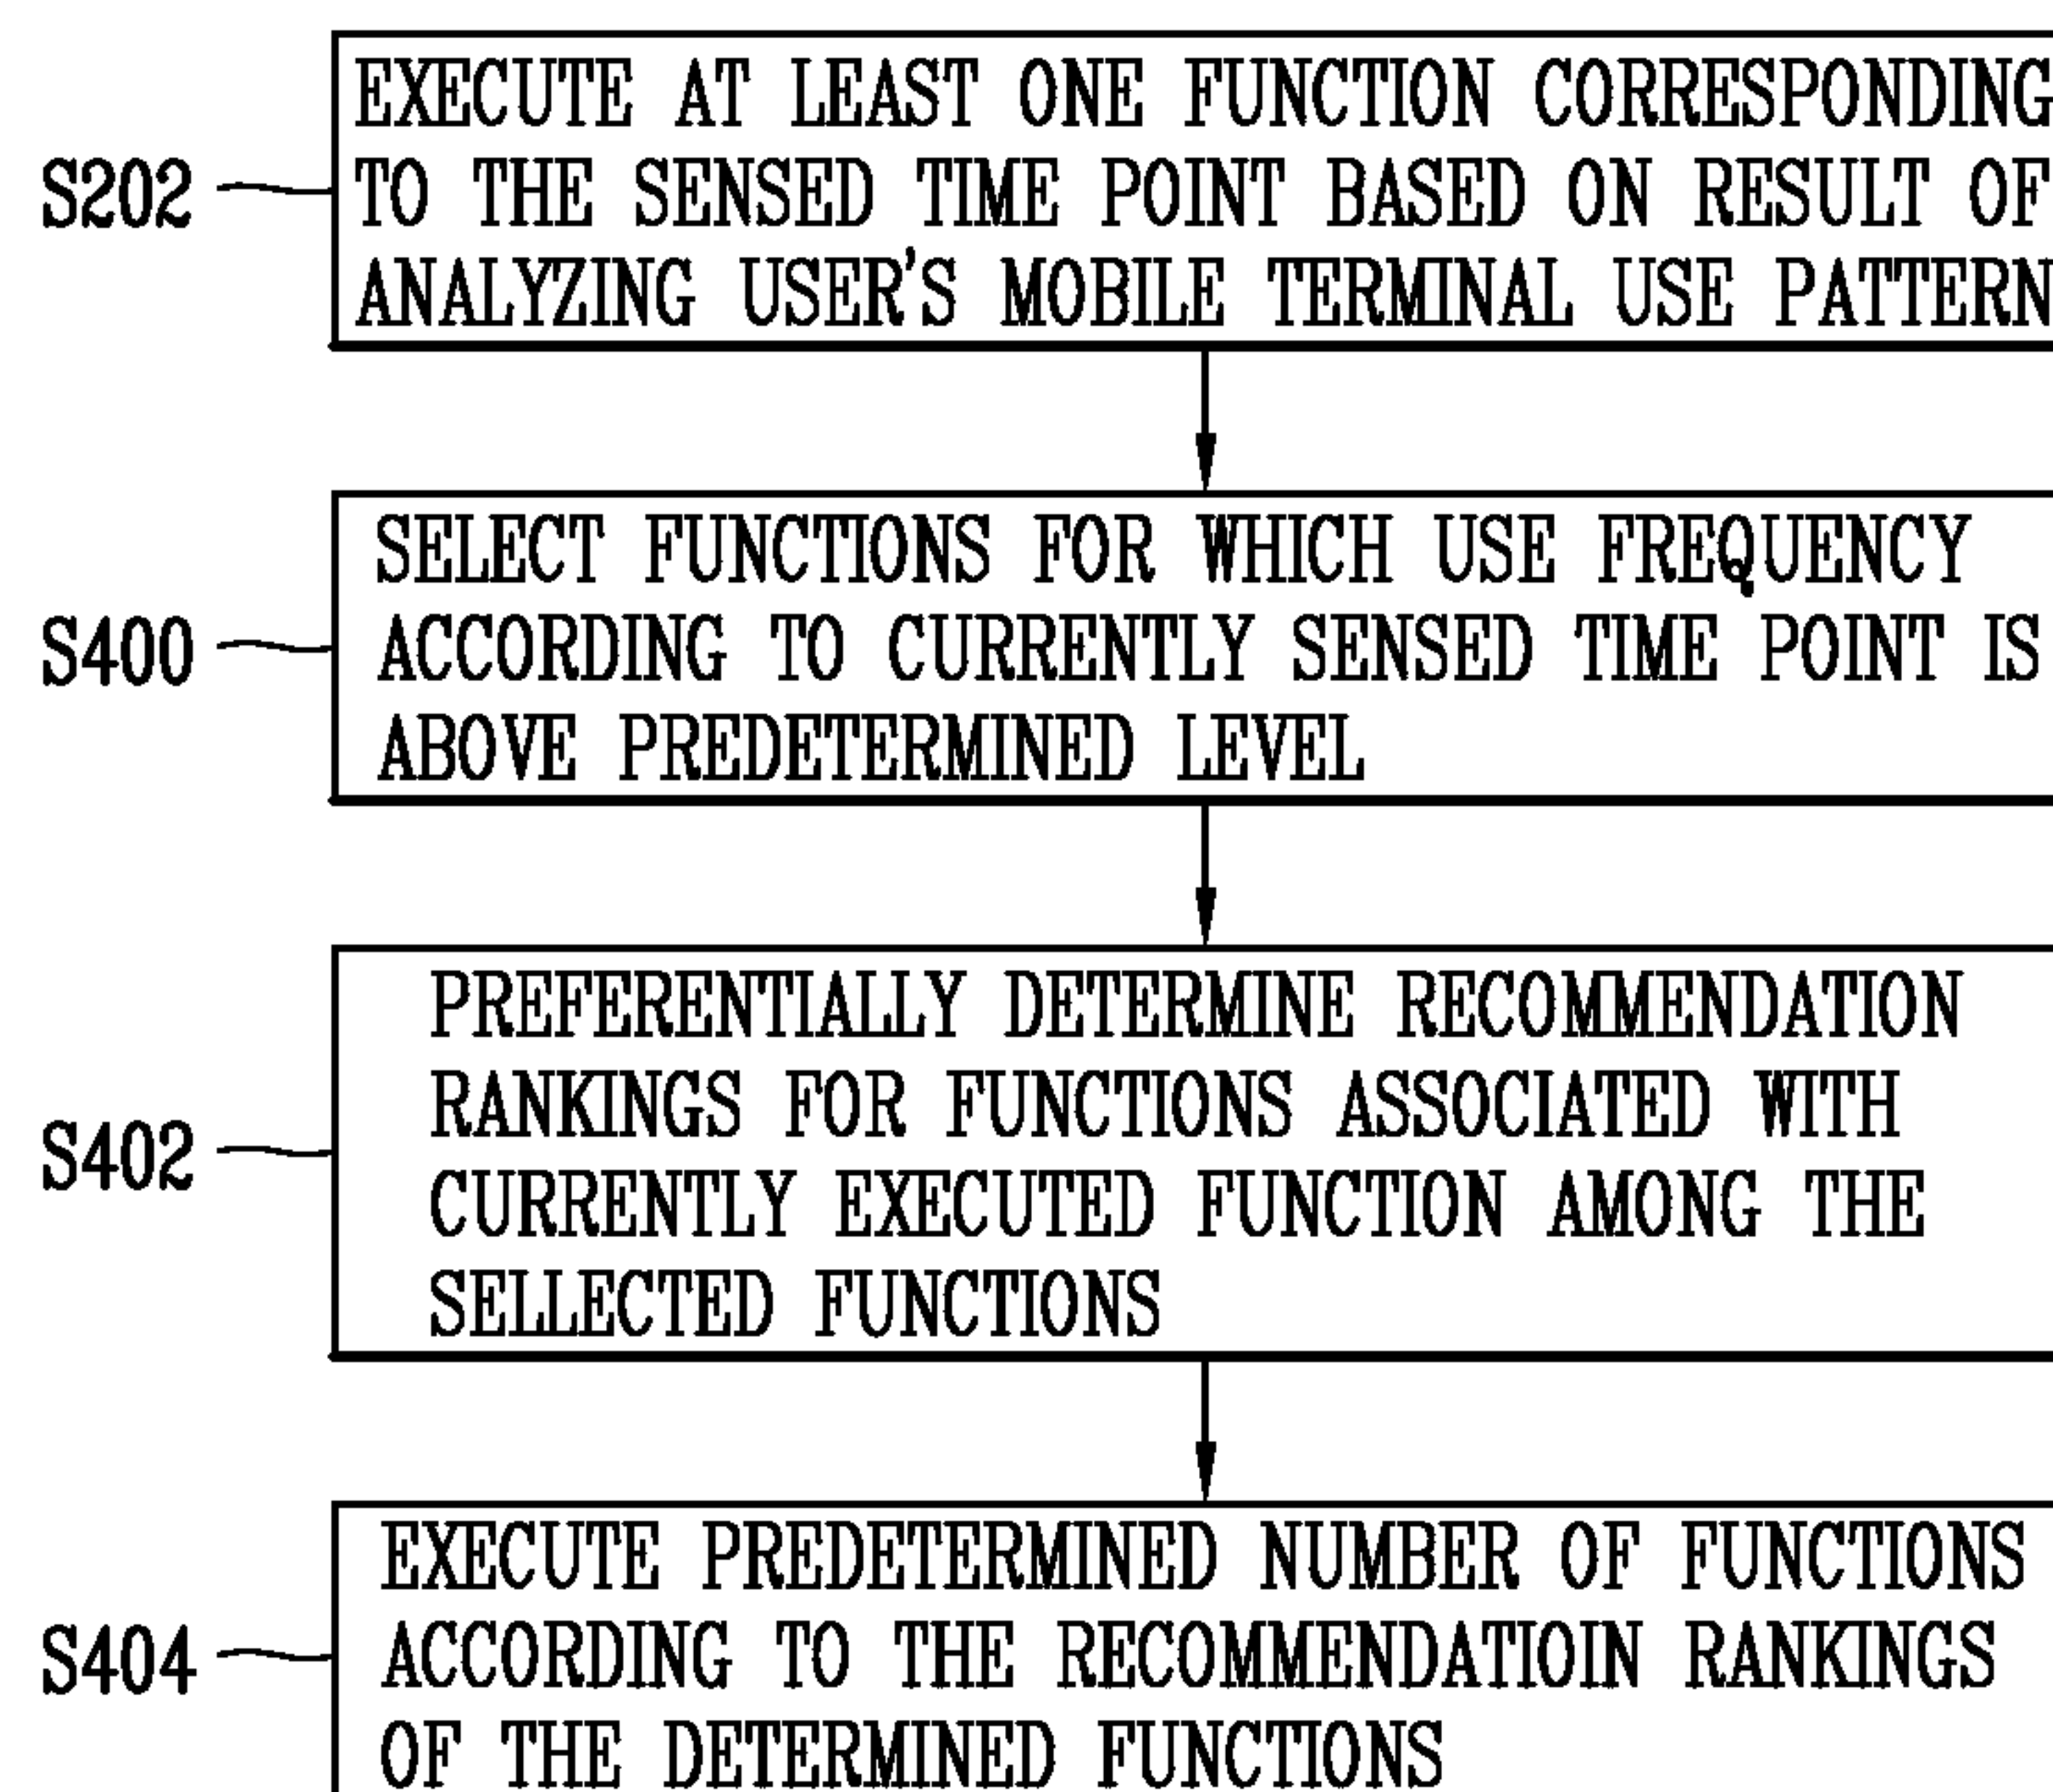 EXECUTE AT LEAST ONE FUNCTION CORRESPONDING
S202
TO THE SENSED TIME POINT BASED ON RESULT OF
ANALYZING USER'S MOBILE TERMINAL USE PATTERN
SELECT FUNCTIONS FOR WHICH USE FREQUENCY
S400
ACCORDING TO CURRENTLY SENSED TIME POINT IS
ABOVE PREDETERMINED LEVEL
PREFERENTIALLY DETERMINE RECOMMENDATION
RANKINGS FOR FUNCTIONS ASSOCIATED WITH
S402
CURRENTLY EXECUTED FUNCTION AMONG THE
SELLECTED FUNCTIONS
EXECUTE PREDETERMINED NUMBER OF FUNCTIONS
S404
ACCORDING TO THE RECOMMENDATIOIN RANKINGS
OF THE DETERMINED FUNCTIONS